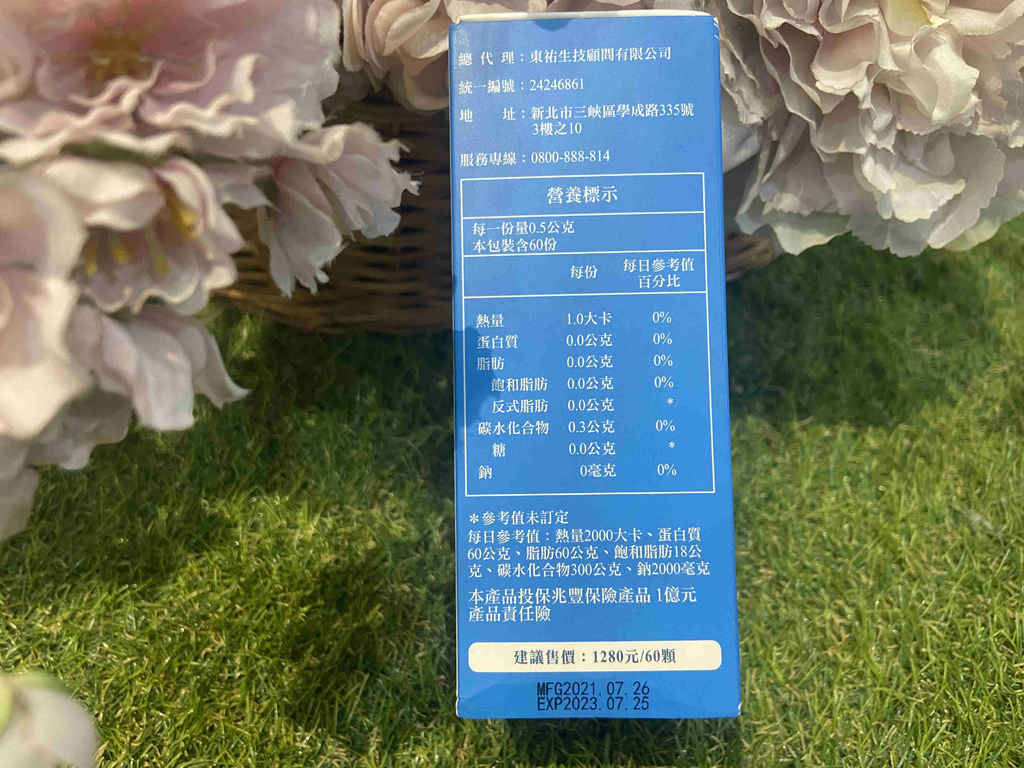 總代理：東祐生技顧問有限公司
統一編號：24246861
地　　址：新北市三峽區學成路335號
3樓之10
服務專線：0800-888-814
營養標示
每一份量0.5公克
本包裝含60份
每份 每日參考值
百分比
熱量 1.0大卡 0%
蛋白質 0.0公克 0%
脂肪 0.0公克 0%
飽和脂肪 0.0公克 0%
反式脂肪 0.0公克 *
碳水化合物 0.3公克 0%
糖 0.0公克 *
鈉 0毫克 0%
＊參考值未訂定
每日參考值：熱量2000大卡、蛋白質
60公克、脂肪60公克、飽和脂肪18公
克、碳水化合物300公克、鈉2000毫克
本產品投保兆豐保險產品1億元
產品責任險
建議售價：1280元/60顆
MFG2021.07.26
EXP2023.07.25